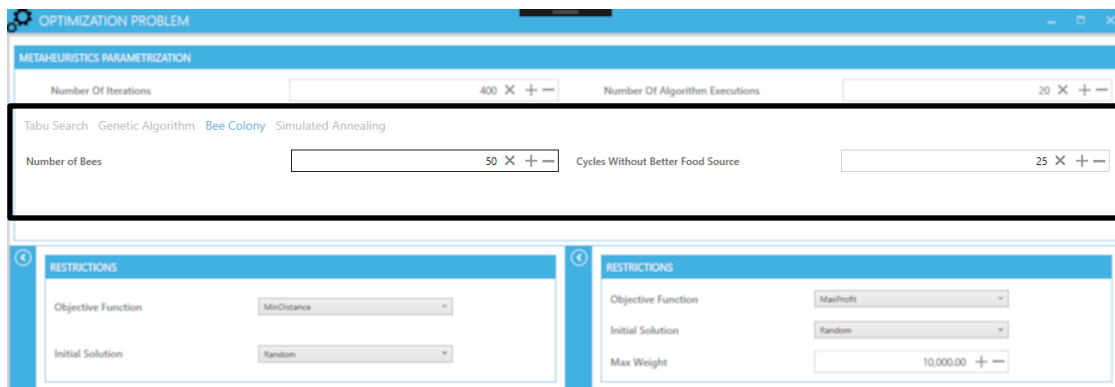 OPTIMIZATION PROBLEM
METAHEURISTICS PARAMETRIZATION
Number Of Iterations 400 Number Of Algorithm Executions 20
Tabu Search Genetic Algorithm Bee Colony Simulated Annealing
Number of Bees 50 Cycles Without Better Food Source 25
RESTRICTIONS
Objective Function MinDistance
Initial Solution Random
RESTRICTIONS
Objective Function MaxProfit
Initial Solution Random
Max Weight 10,000.00